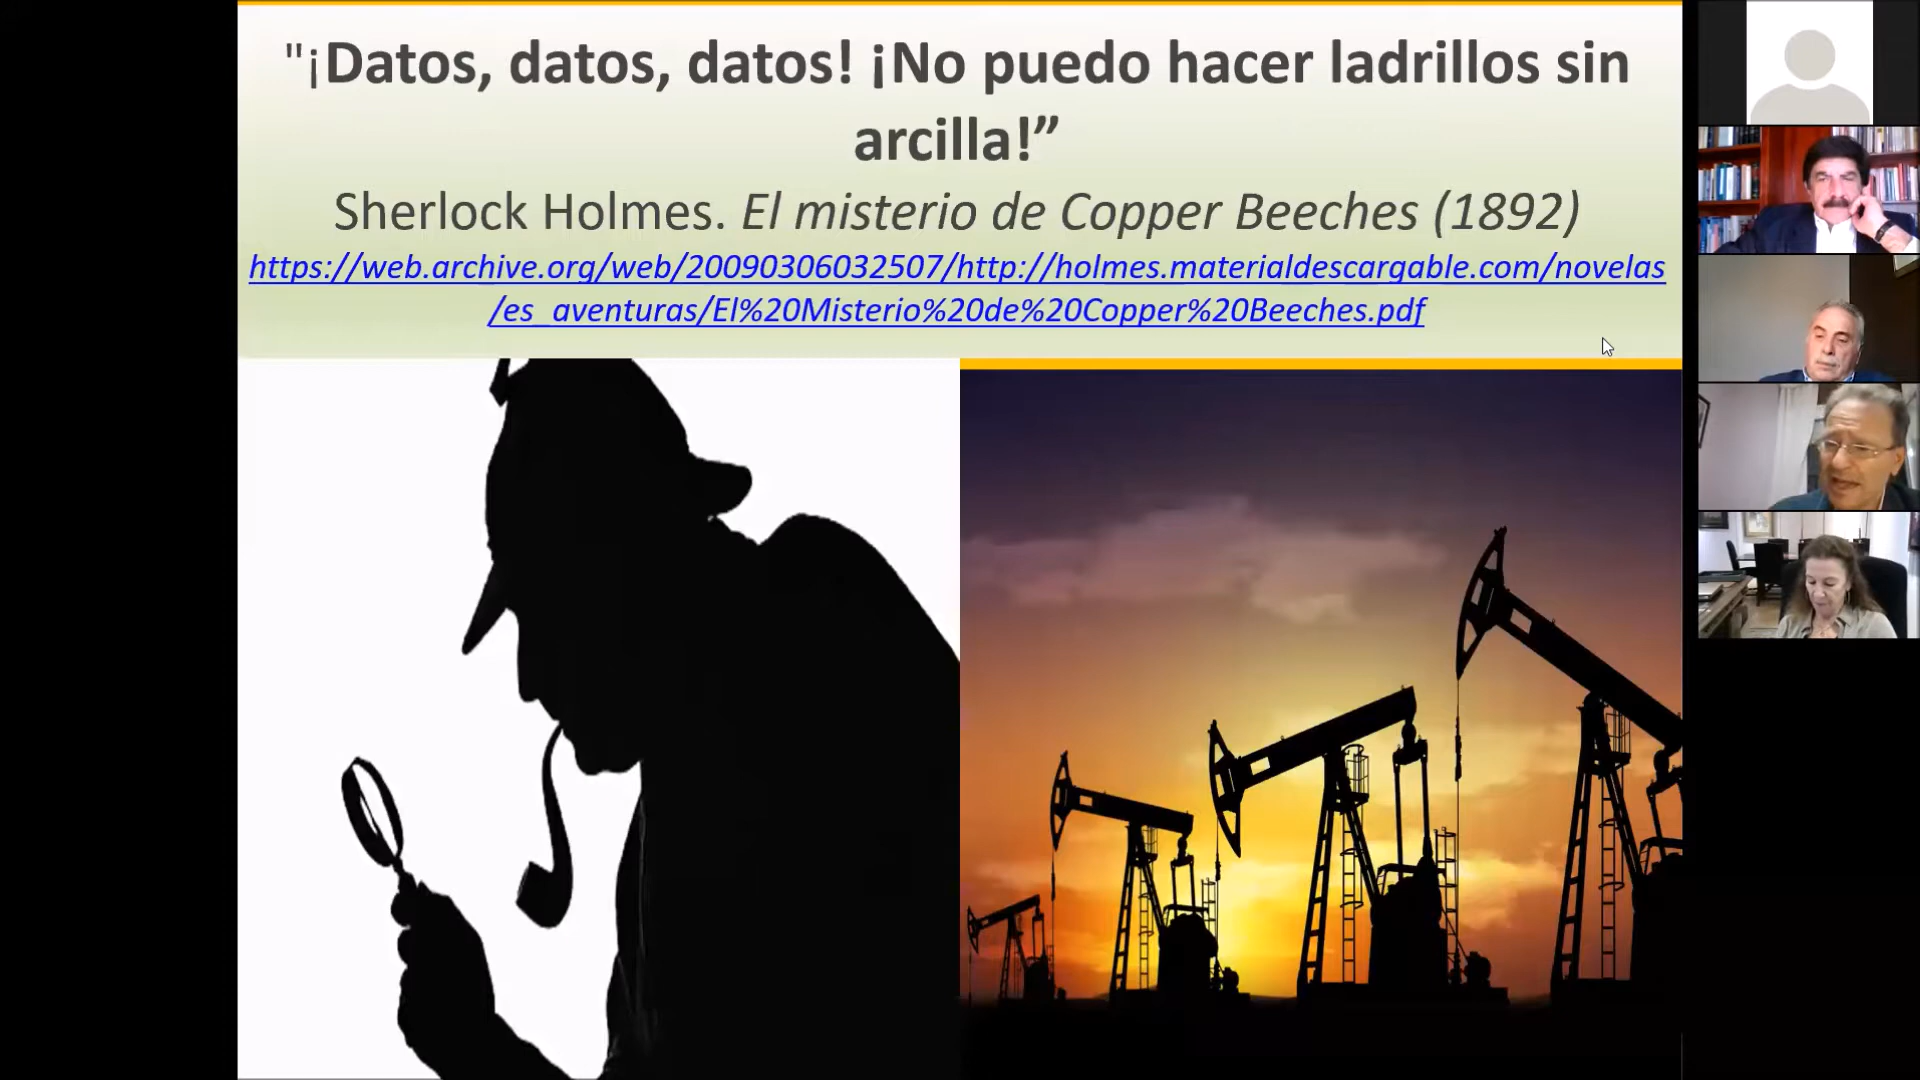 "¡Datos, datos, datos! ¡No puedo hacer ladrillos sin
arcilla!”
Sherlock Holmes. El misterio de Copper Beeches (1892)
https://web.archive.org/web/20090306032507/http://holmes.materialdescargable.com/novelas
/es_aventuras/El%20Misterio%20de%20Copper%20Beeches.pdf